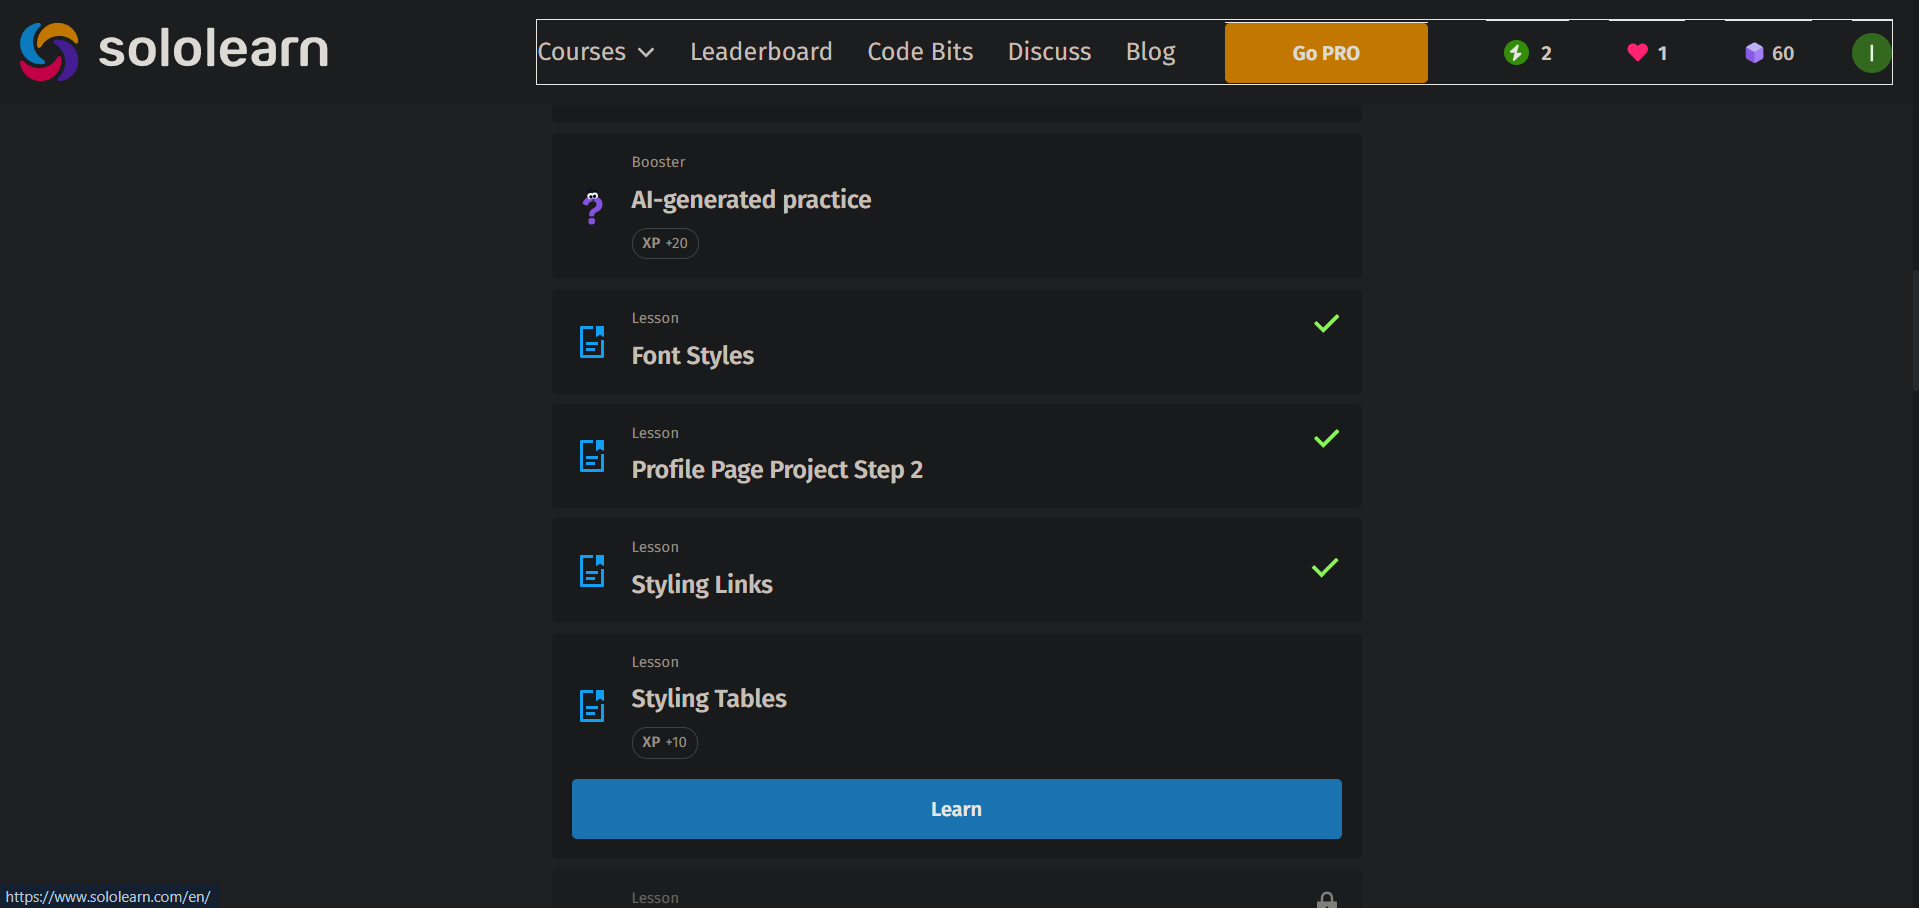 sololearn
Courses Leaderboard Code Bits Discuss Blog Go PRO 2 1 60 I
Booster
AI-generated practice
XP +20
Lesson
Font Styles
Lesson
Profile Page Project Step 2
Lesson
Styling Links
Lesson
Styling Tables
XP +10
Learn
Lesson
https://www.sololearn.com/en/